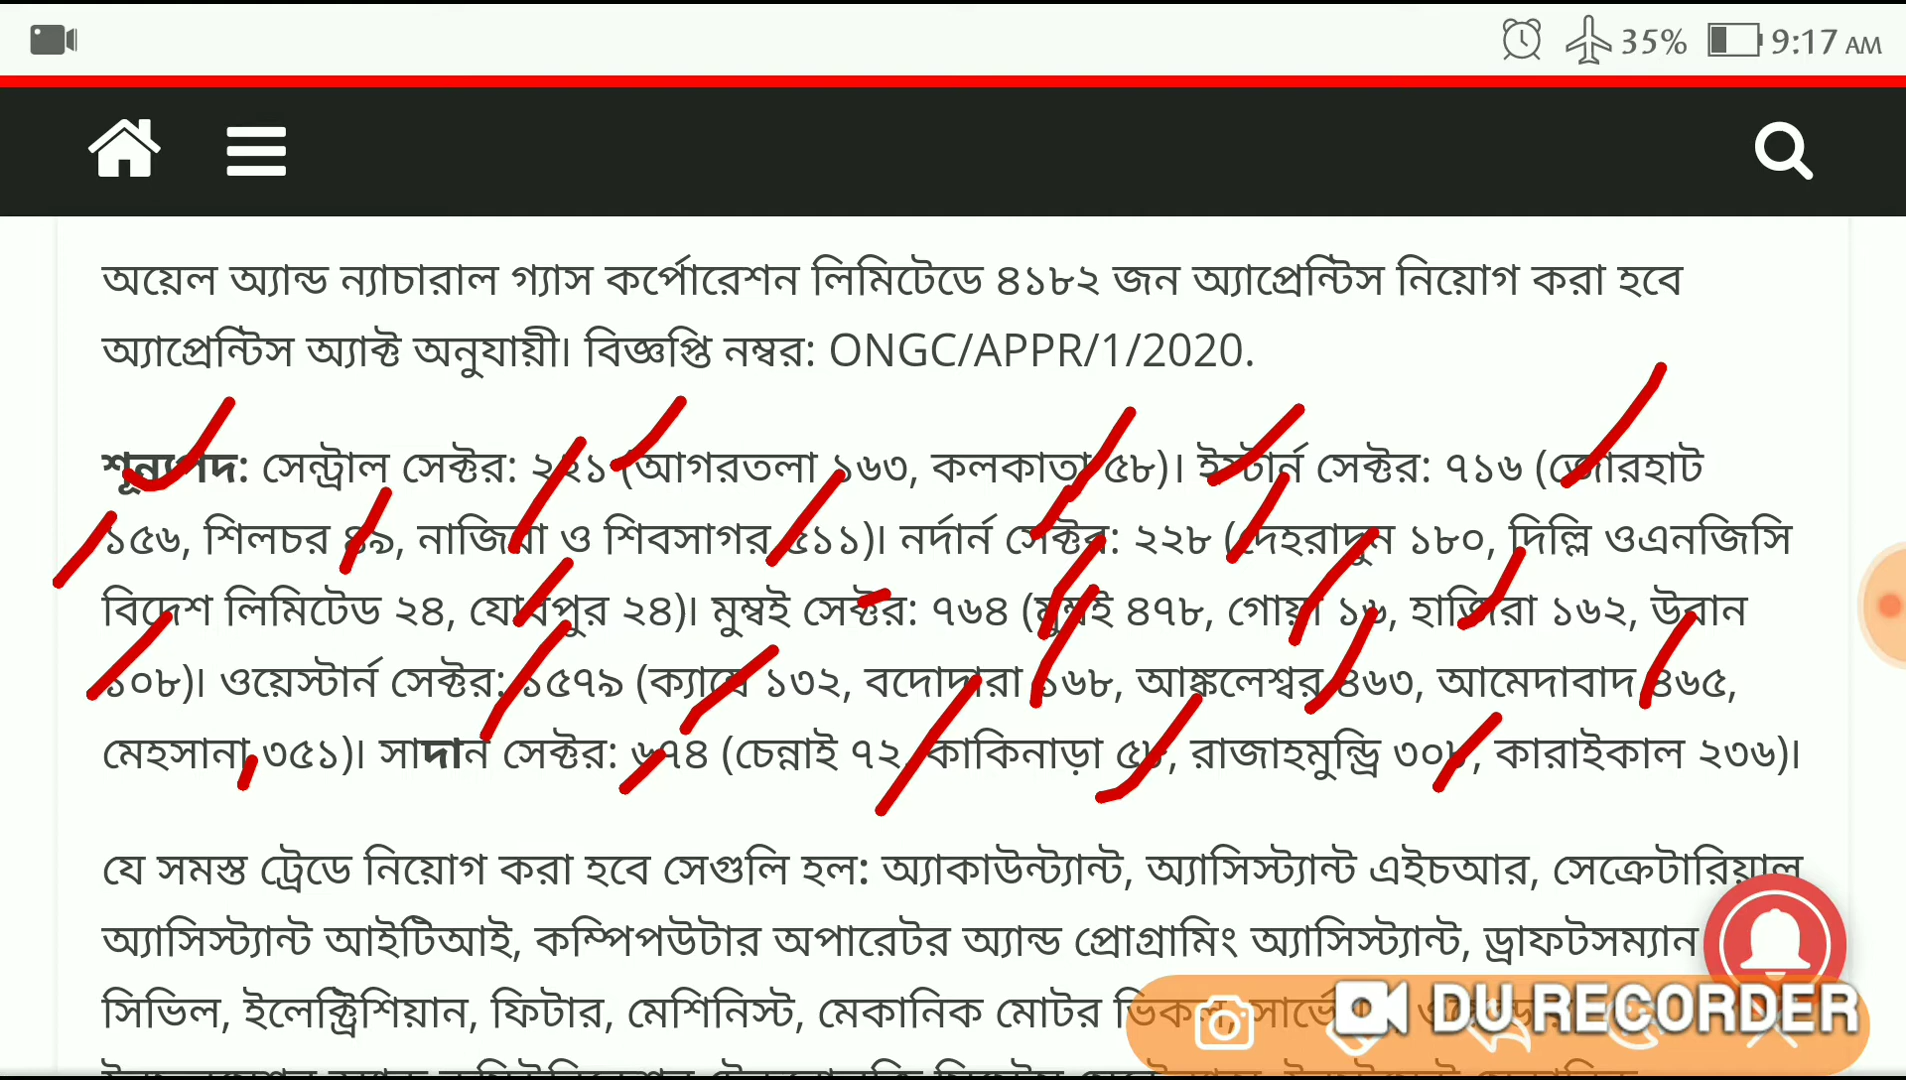 35% 9:17 AM
অয়েল অ্যান্ড ন্যাচারাল গ্যাস কর্পোরেশন লিমিটেডে ৪১৮২ জন অ্যাপ্রেন্টিস নিয়োগ করা হবে
অ্যাপ্রেন্টিস অ্যাক্ট অনুযায়ী। বিজ্ঞপ্তি নম্বর: ONGC/APPR/1/2020.
শূন্যপদ: সেন্ট্রাল সেক্টর: ২২১ (আগরতলা ১৬৩, কলকাতা ৫৮)। ইস্টার্ন সেক্টর: ৭১৬ (জোরহাট
১৫৬, শিলচর ৪৯, নাজিরা ও শিবসাগর ৫১১)। নর্দার্ন সেক্টর: ২২৮ (দেহরাদুন ১৮০, দিল্লি ওএনজিসি
বিদেশ লিমিটেড ২৪, যোধপুর ২৪)। মুম্বই সেক্টর: ৭৬৪ (মুম্বই ৪৭৮, গোয়া ১৬, হাজিরা ১৬২, উরান
১০৮)। ওয়েস্টার্ন সেক্টর: ১৫৭৯ (ক্যাম্বে ১৩২, বদোদারা ১৬৮, আঙ্কলেশ্বর ৪৬৩, আমেদাবাদ ৪৬৫,
মেহসানা ৩৫১)। সাদার্ন সেক্টর: ৬৭৪ (চেন্নাই ৭২, কাকিনাড়া ৫৮, রাজাহমুন্দ্রি ৩০৮, কারাইকাল ২৩৬)।
যে সমস্ত ট্রেডে নিয়োগ করা হবে সেগুলি হল: অ্যাকাউন্ট্যান্ট, অ্যাসিস্ট্যান্ট এইচআর, সেক্রেটারিয়াল
অ্যাসিস্ট্যান্ট আইটিআই, কম্পিপউটার অপারেটর অ্যান্ড প্রোগ্রামিং অ্যাসিস্ট্যান্ট, ড্রাফটসম্যান
সিভিল, ইলেক্ট্রিশিয়ান, ফিটার, মেশিনিস্ট, মেকানিক মোটর ভিকল,
DU RECORDER